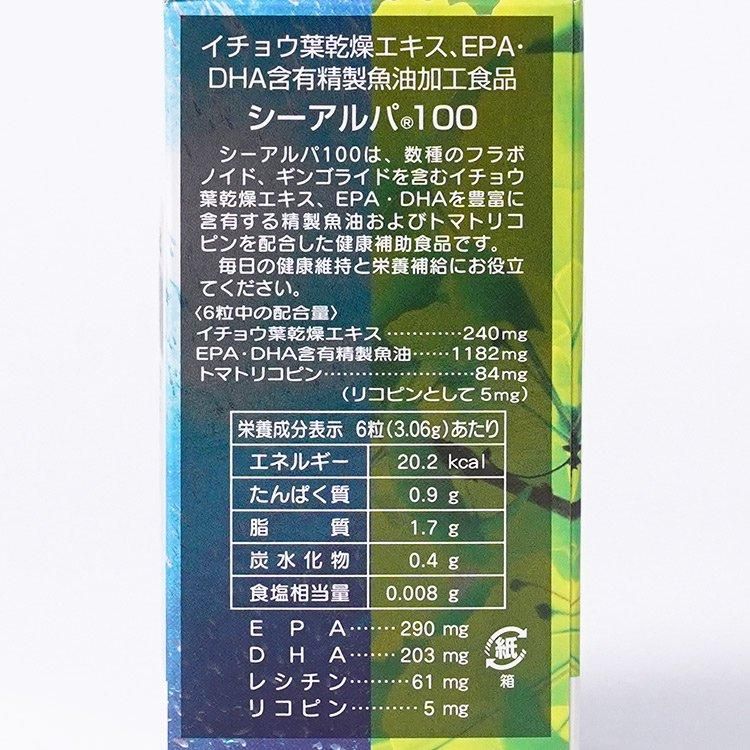 イチョウ葉乾燥エキス、EPA・
DHA含有精製魚油加工食品
シーアルパ®100
シーアルパ100は、数種のフラボ
ノイド、ギンゴライドを含むイチョウ
葉乾燥エキス、EPA・DHAを豊富に
含有する精製魚油およびトマトリコ
ピンを配合した健康補助食品です。
毎日の健康維持と栄養補給にお役立
てください。
〈6粒中の配合量〉
イチョウ葉乾燥エキス…………240mg
EPA・DHA含有精製魚油……1182mg
トマトリコピン……………………84mg
(リコピンとして5mg)
栄養成分表示 6粒(3.06g)あたり
エネルギー 20.2 kcal
たんぱく質 0.9 g
脂質 1.7 g
炭水化物 0.4 g
食塩相当量 0.008 g
EPA……290 mg
DHA……203 mg
レシチン………61 mg
リコピン…………5 mg
紙
箱